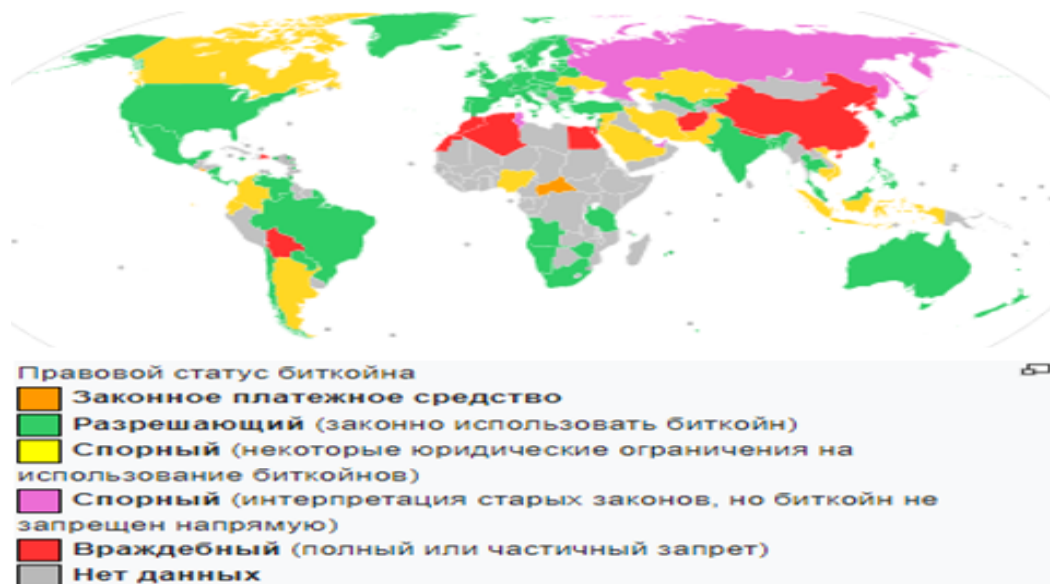 Правовой статус биткойна
Законное платежное средство
Разрешающий (законно использовать биткойн)
Спорный (некоторые юридические ограничения на
использование биткойнов)
Спорный (интерпретация старых законов, но биткойн не
запрещен напрямую)
Враждебный (полный или частичный запрет)
Нет данных